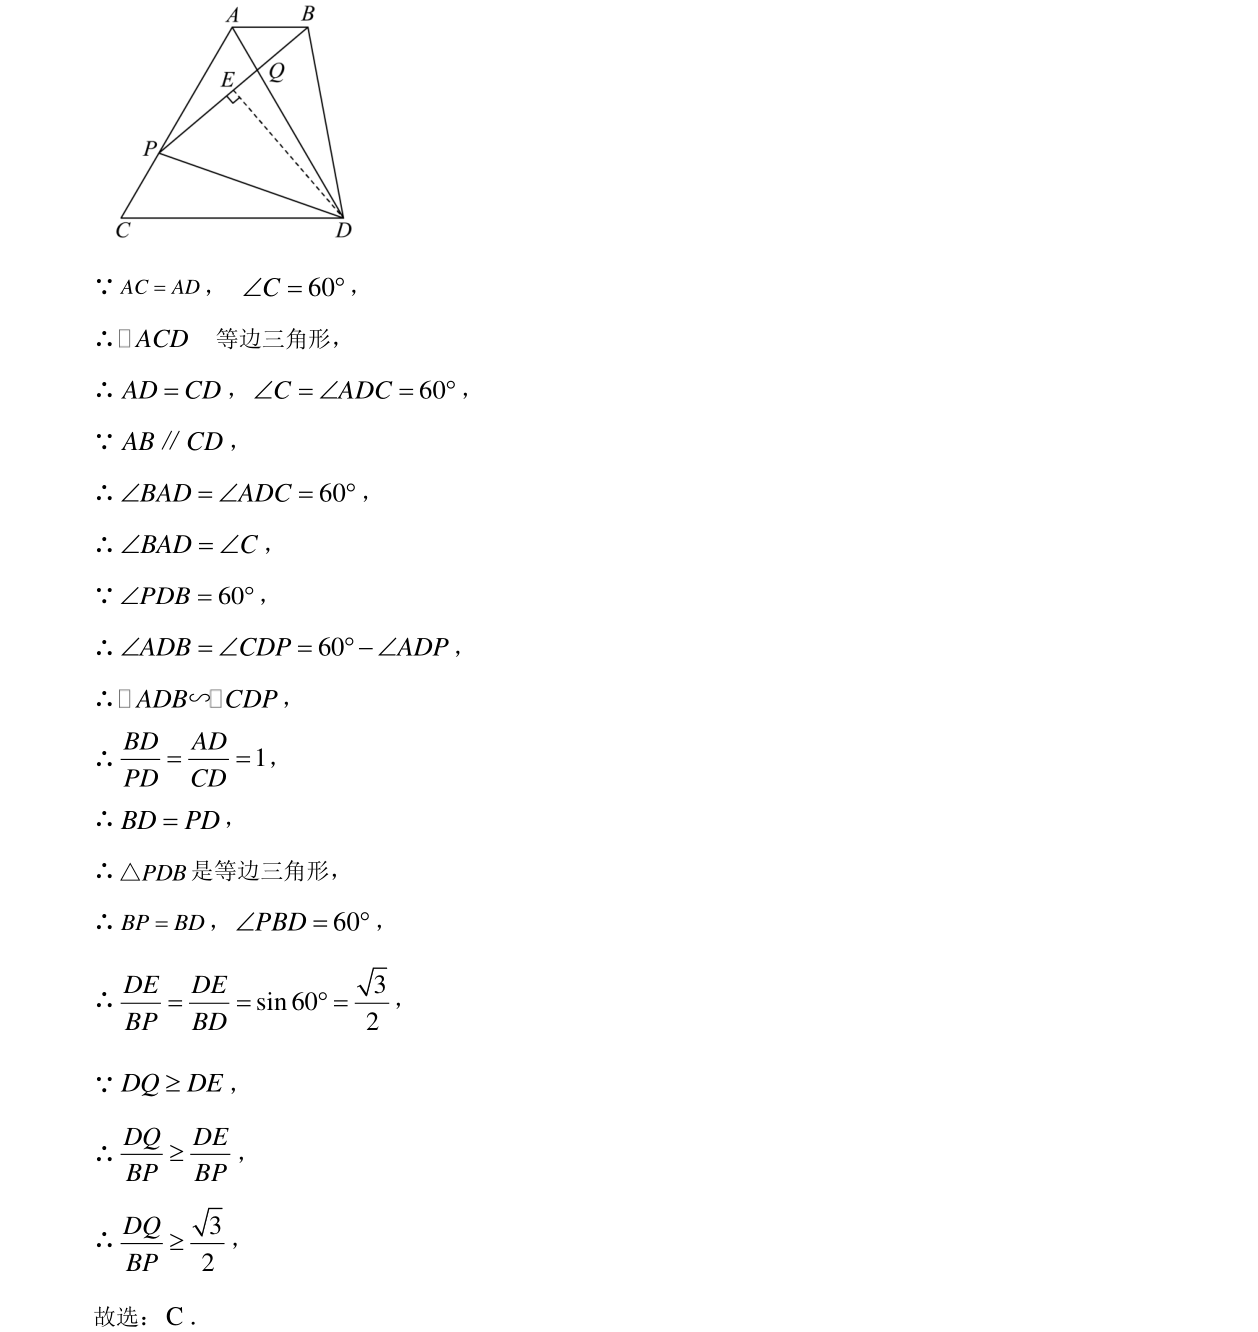 A B
E Q
P
C D
∵ AC = AD， ∠C = 60°，
∴ □ ACD 等边三角形，
∴ AD = CD，∠C = ∠ADC = 60°，
∵ AB // CD，
∴ ∠BAD = ∠ADC = 60°，
∴ ∠BAD = ∠C，
∵ ∠PDB = 60°，
∴ ∠ADB = ∠CDP = 60° − ∠ADP，
∴ □ ADB∽□ CDP，
∴ BD/PD = AD/CD = 1，
∴ BD = PD，
∴ △PDB 是等边三角形，
∴ BP = BD，∠PBD = 60°，
∴ DE/BP = DE/BD = sin 60° = √3/2，
∵ DQ ≥ DE，
∴ DQ/BP ≥ DE/BP，
∴ DQ/BP ≥ √3/2，
故选：C．